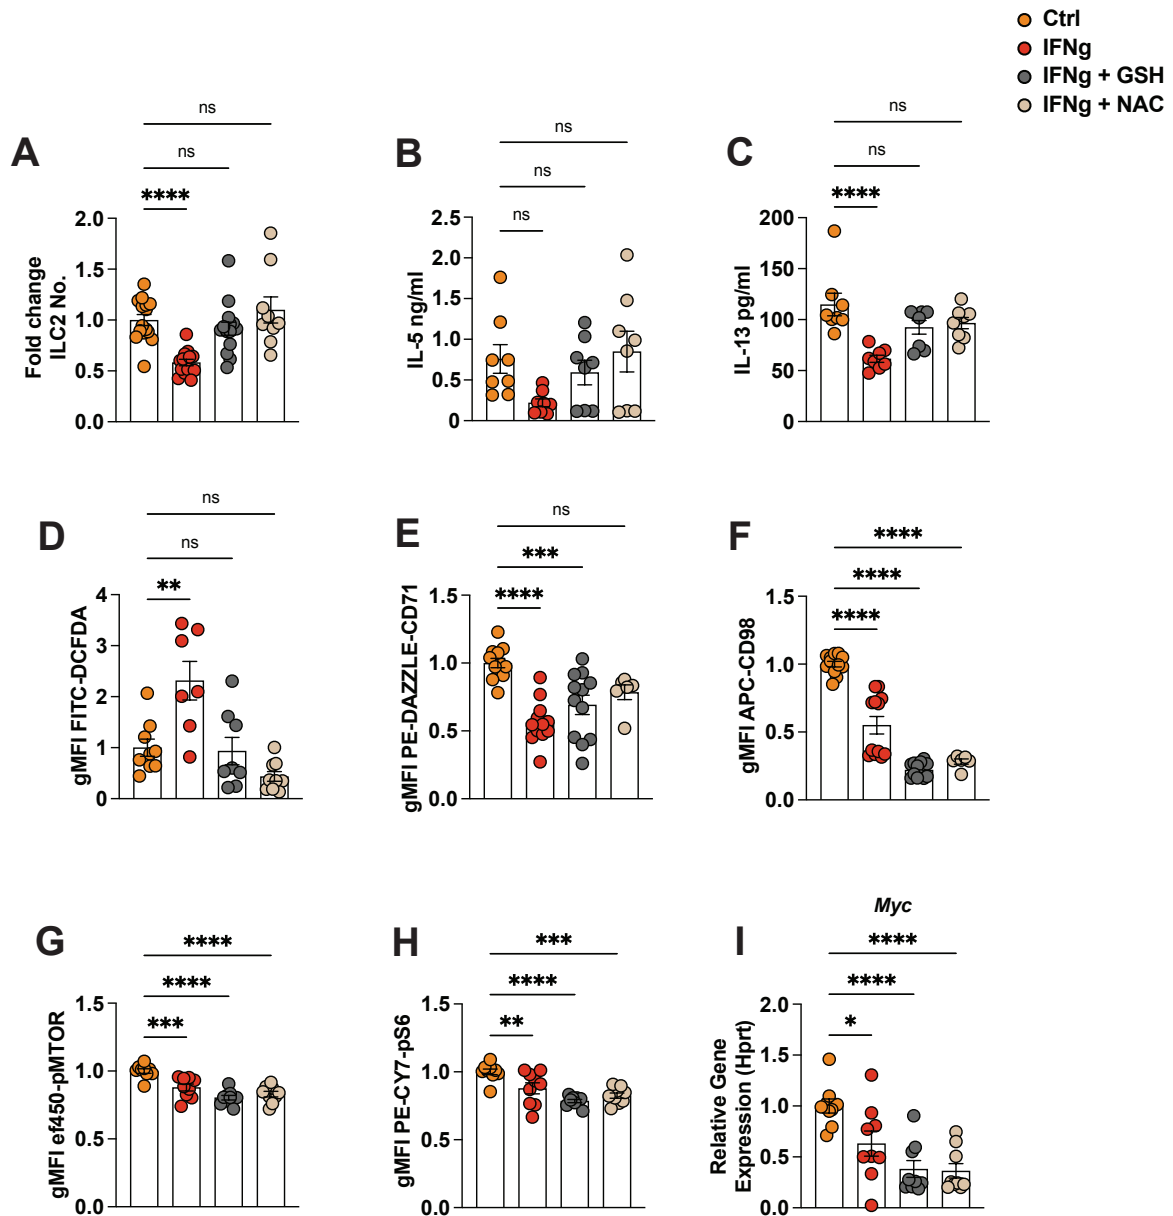 Ctrl
IFNg
IFNg + GSH
IFNg + NAC
A
ns
ns
****
Fold change
ILC2 No.
2.0
1.5
1.0
0.5
0.0
B
ns
ns
ns
IL-5 ng/ml
2.5
2.0
1.5
1.0
0.5
0
C
ns
ns
****
IL-13 pg/ml
200
150
100
50
0
D
ns
ns
**
gMFI FITC-DCFDA
4
3
2
1
0
E
ns
***
****
gMFI PE-DAZZLE-CD71
1.5
1.0
0.5
0.0
F
****
****
****
gMFI APC-CD98
1.5
1.0
0.5
0.0
G
****
****
***
gMFI ef450-pMTOR
1.5
1.0
0.5
0.0
H
***
****
**
gMFI PE-CY7-pS6
1.5
1.0
0.5
0.0
I
Myc
****
****
*
Relative Gene
Expression (Hprt)
2.0
1.5
1.0
0.5
0.0